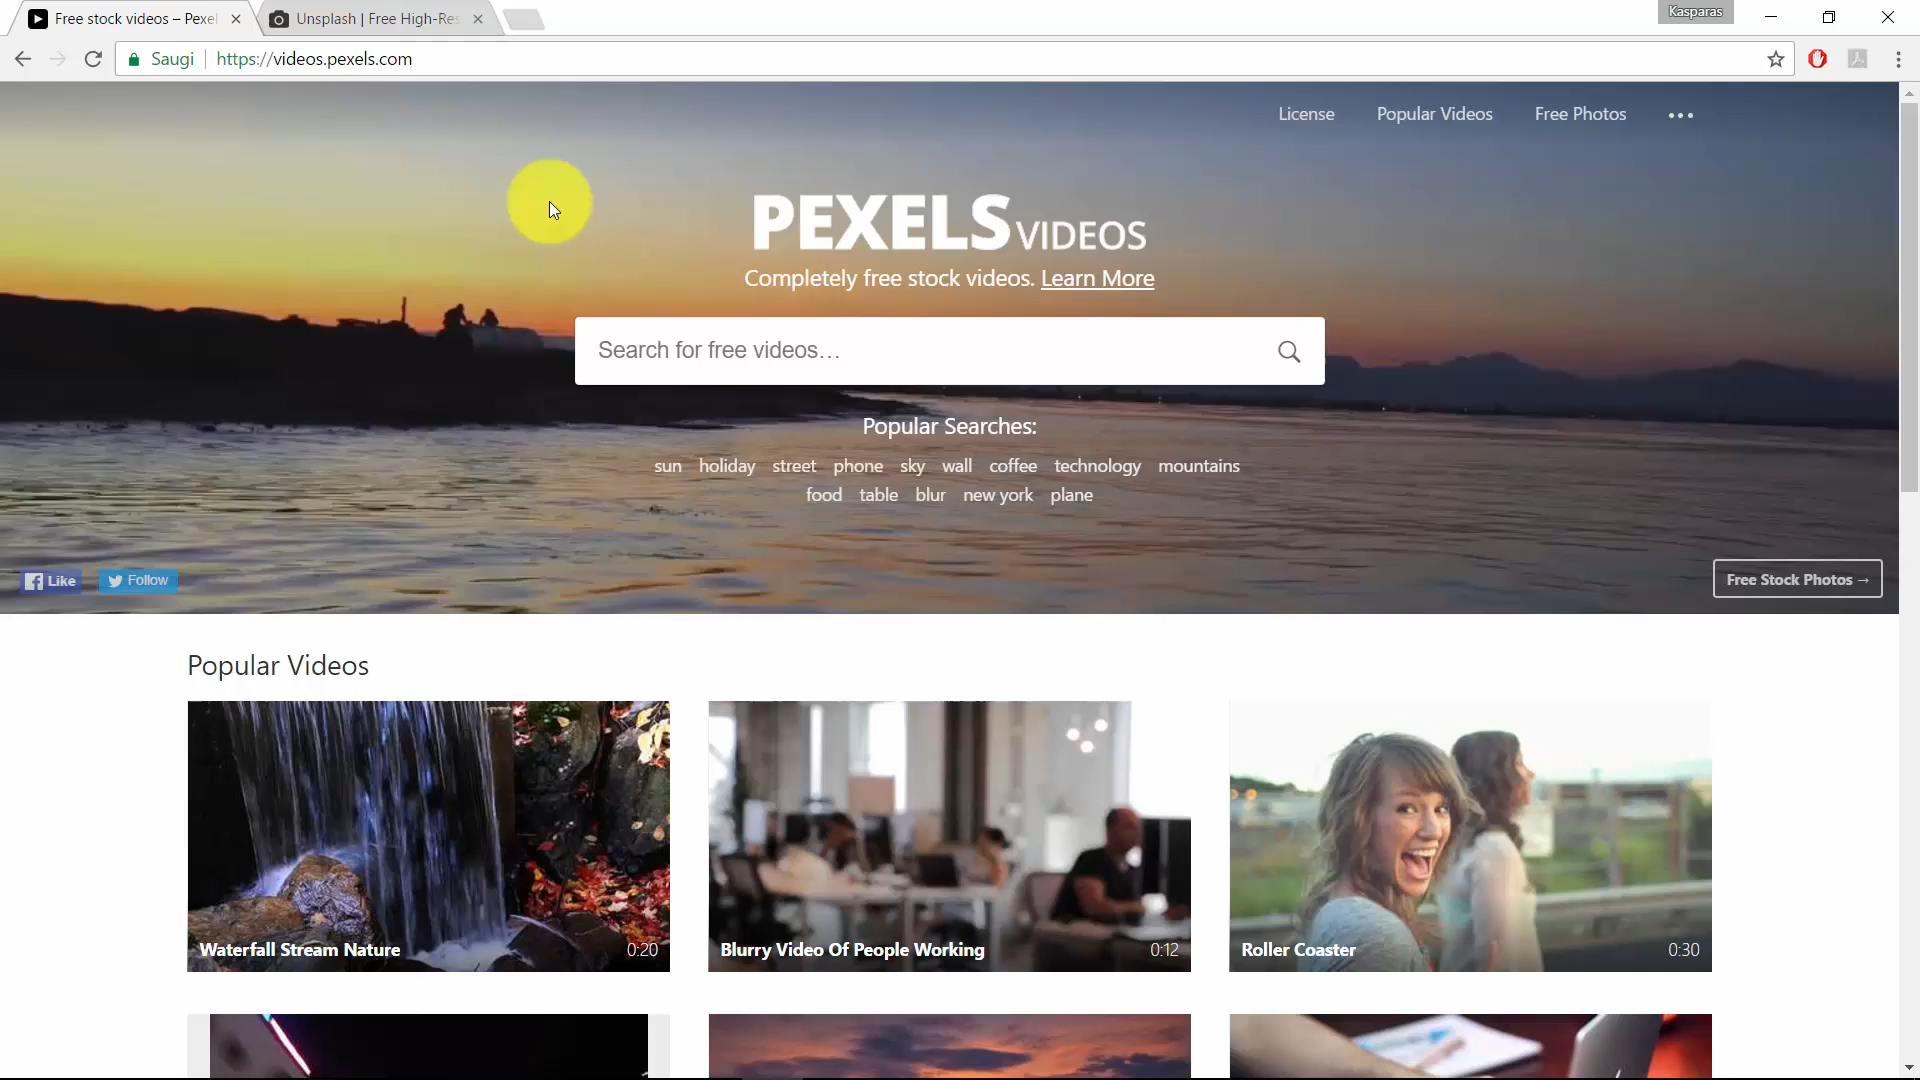 Free stock videos – Pexel
Unsplash | Free High-Res
Kasparas
Saugi
https://videos.pexels.com
License
Popular Videos
Free Photos
PEXELS VIDEOS
Completely free stock videos. Learn More
Search for free videos…
Popular Searches:
sun holiday street phone sky wall coffee technology mountains
food table blur new york plane
Like
Follow
Free Stock Photos →
Popular Videos
Waterfall Stream Nature 0:20
Blurry Video Of People Working 0:12
Roller Coaster 0:30